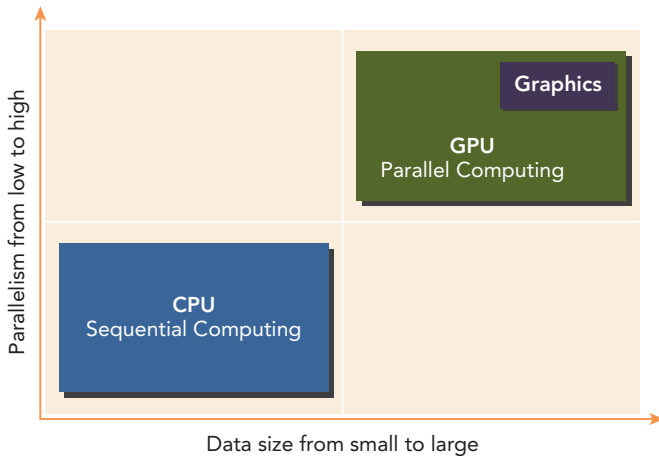 Graphics
GPU
Parallel Computing
CPU
Sequential Computing
Parallelism from low to high
Data size from small to large